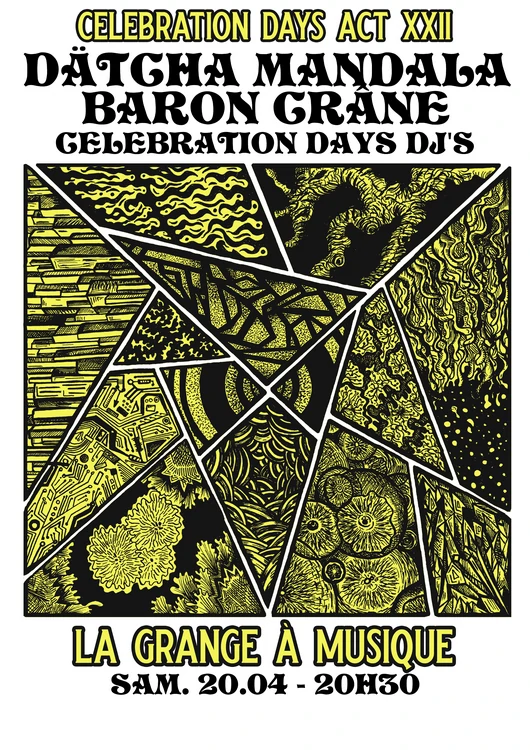 CELEBRATION DAYS ACT XXII
DÄTCHA MANDALA
BARON CRÂNE
CELEBRATION DAYS DJ'S
LA GRANGE À MUSIQUE
SAM. 20.04 - 20H30